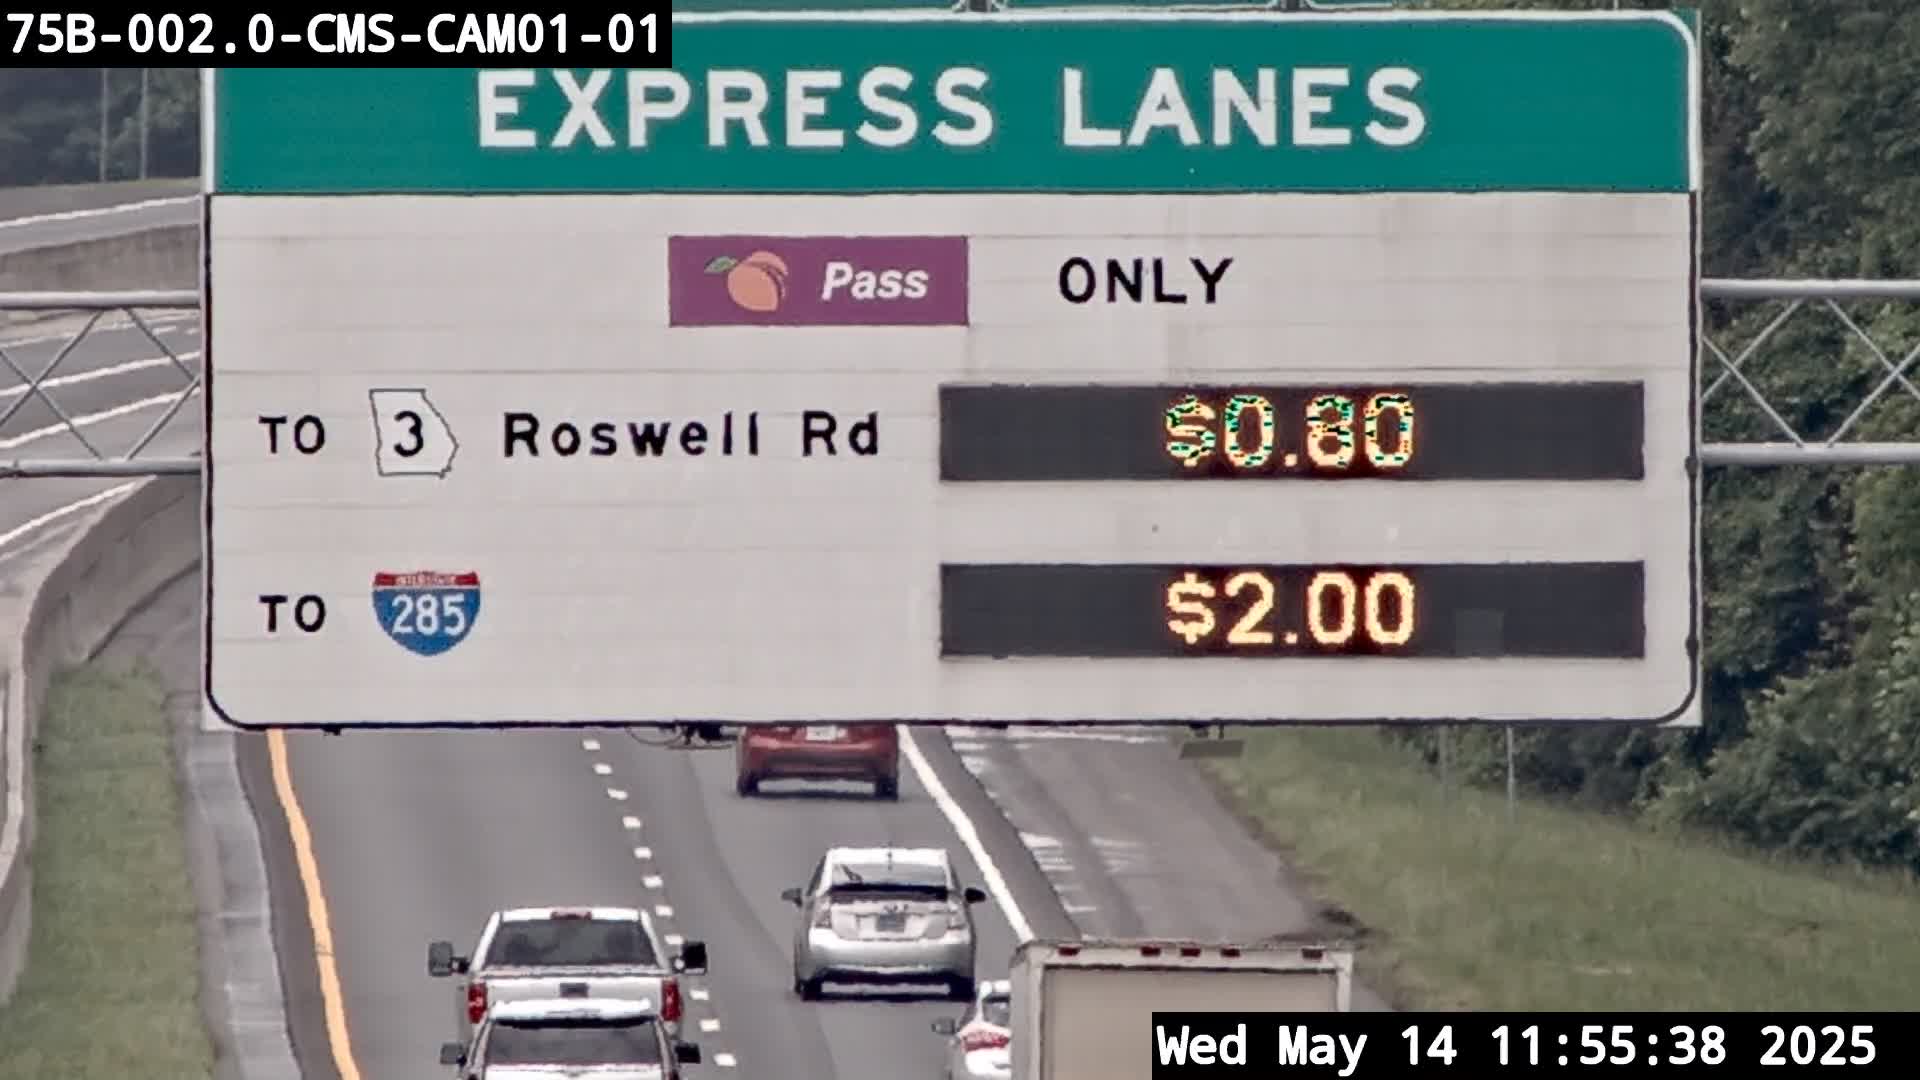 75B-002.0-CMS-CAM01-01
EXPRESS LANES
Pass ONLY
TO 3 Roswell Rd $0.80
TO INTERSTATE 285 $2.00
Wed May 14 11:55:38 2025